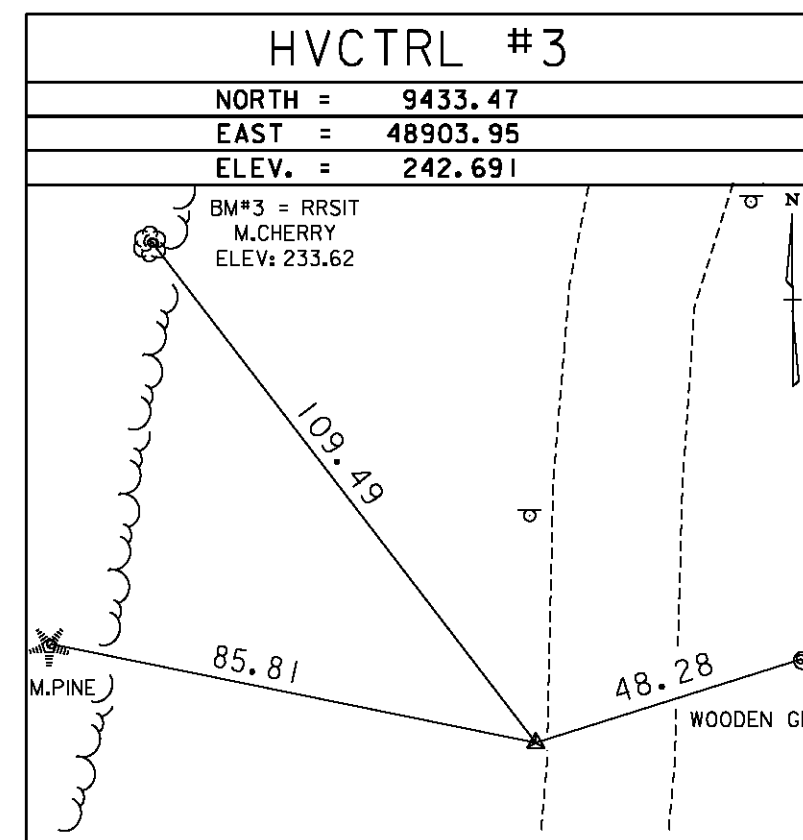 HVCTRL #3
NORTH = 9433.47
EAST = 48903.95
ELEV. = 242.691
BM#3 = RRSIT
M.CHERRY
ELEV: 233.62
N
109.49
85.81
48.28
M.PINE
WOODEN